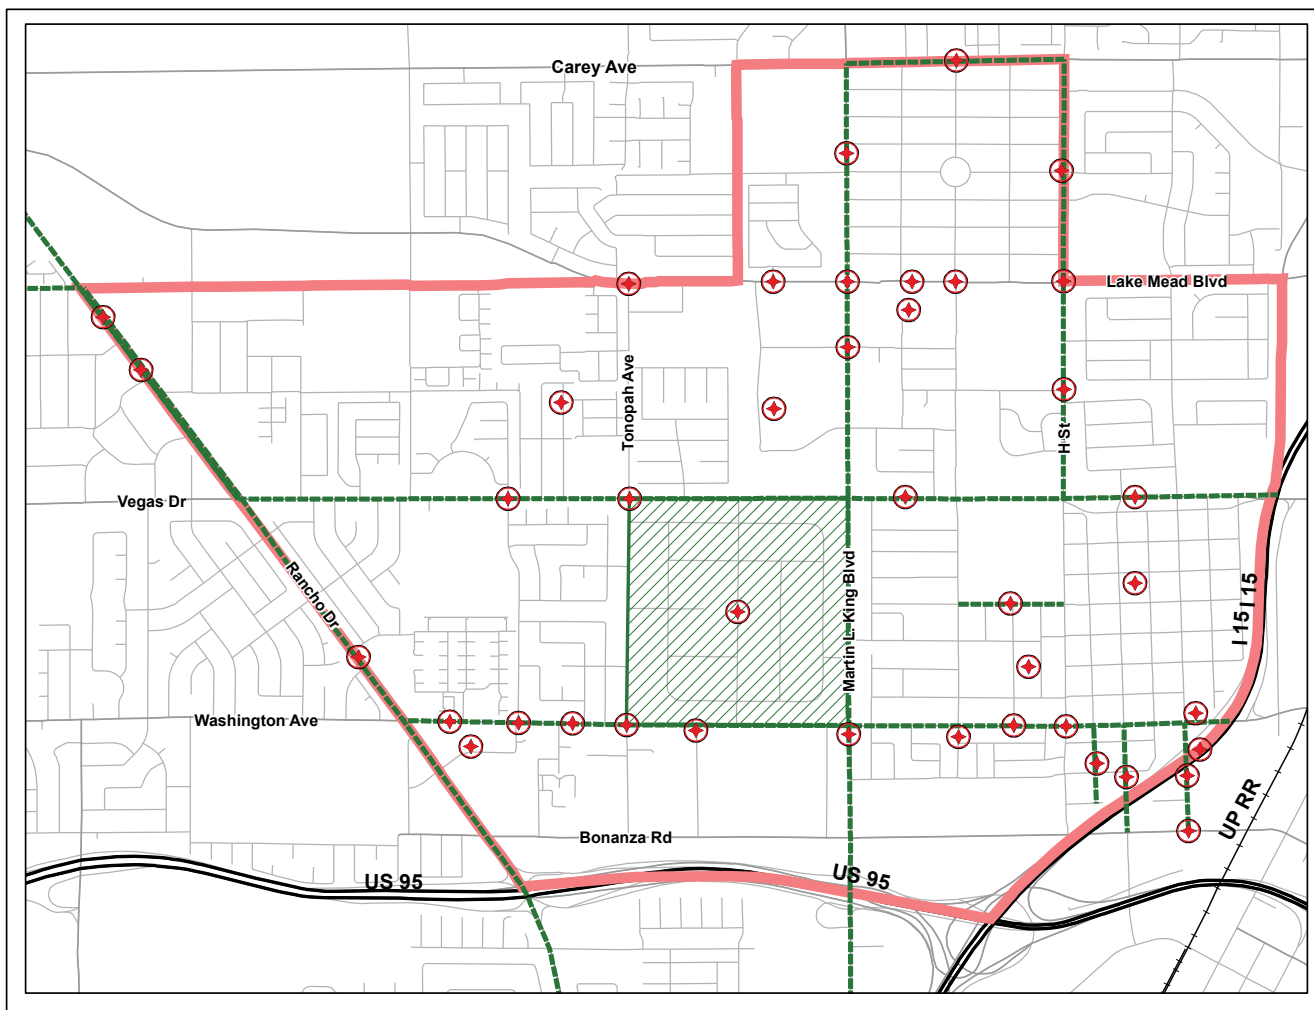 Carey Ave
Lake Mead Blvd
Tonopah Ave
H St
Vegas Dr
Rancho Dr
Martin L. King Blvd
I 15
I 15
Washington Ave
UP RR
Bonanza Rd
US 95
US 95